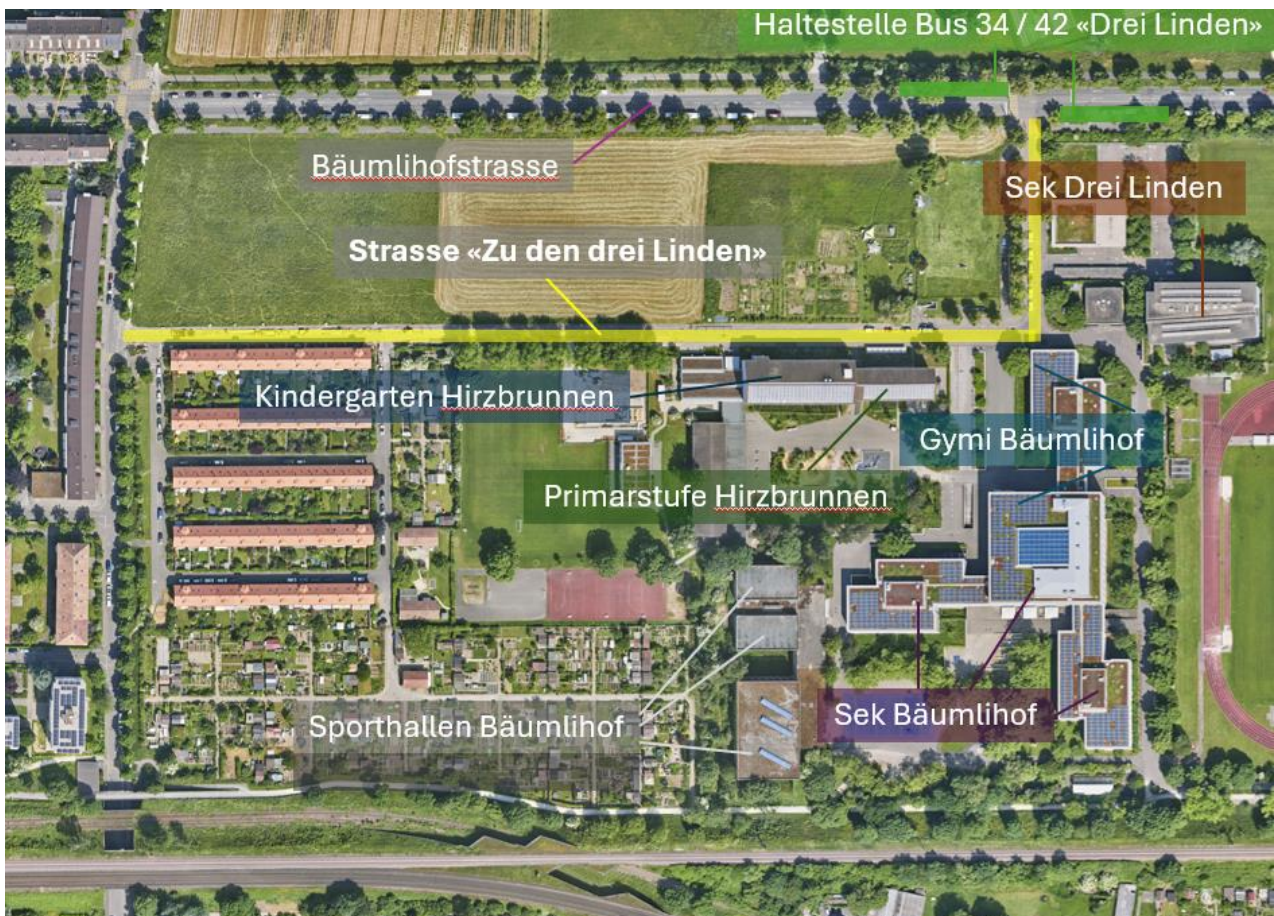 Haltestelle Bus 34 / 42 «Drei Linden»
Bäumlihofstrasse
Sek Drei Linden
Strasse «Zu den drei Linden»
Kindergarten Hirzbrunnen
Gymi Bäumlihof
Primarstufe Hirzbrunnen
Sporthallen Bäumlihof
Sek Bäumlihof